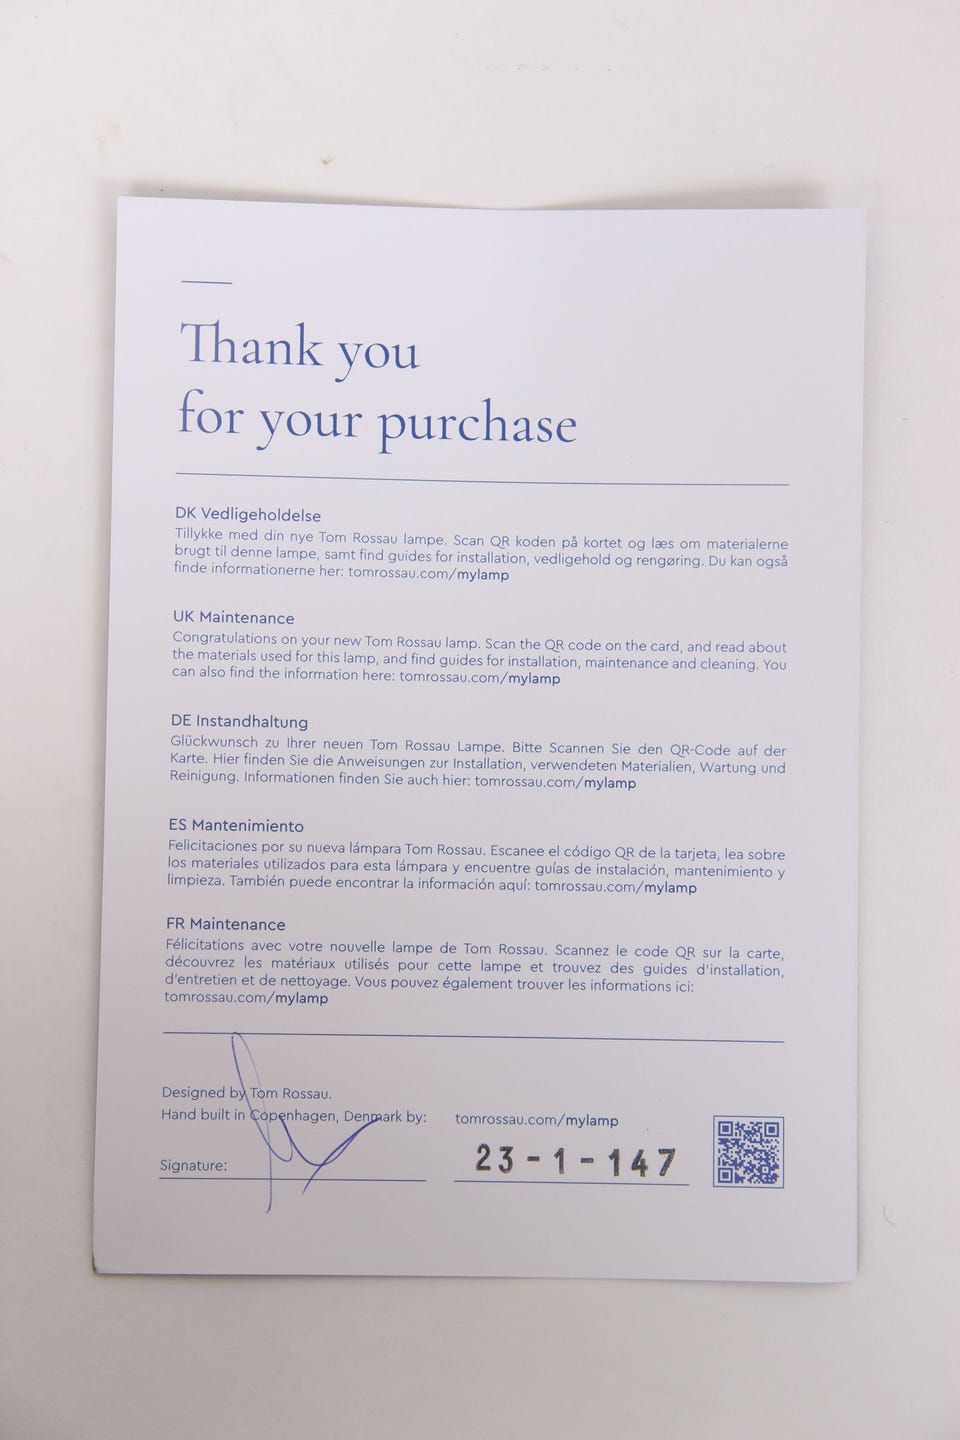 Thank you
for your purchase
DK Vedligeholdelse
Tillykke med din nye Tom Rossau lampe. Scan QR koden på kortet og læs om materialerne
brugt til denne lampe, samt find guides for installation, vedligehold og rengøring. Du kan også
finde informationerne her: tomrossau.com/mylamp
UK Maintenance
Congratulations on your new Tom Rossau lamp. Scan the QR code on the card, and read about
the materials used for this lamp, and find guides for installation, maintenance and cleaning. You
can also find the information here: tomrossau.com/mylamp
DE Instandhaltung
Glückwunsch zu Ihrer neuen Tom Rossau Lampe. Bitte Scannen Sie den QR-Code auf der
Karte. Hier finden Sie die Anweisungen zur Installation, verwendeten Materialien, Wartung und
Reinigung. Informationen finden Sie auch hier: tomrossau.com/mylamp
ES Mantenimiento
Felicitaciones por su nueva lámpara Tom Rossau. Escanee el código QR de la tarjeta, lea sobre
los materiales utilizados para esta lámpara y encuentre guías de instalación, mantenimiento y
limpieza. También puede encontrar la información aquí: tomrossau.com/mylamp
FR Maintenance
Félicitations avec votre nouvelle lampe de Tom Rossau. Scannez le code QR sur la carte,
découvrez les matériaux utilisés pour cette lampe et trouvez des guides d'installation,
d'entretien et de nettoyage. Vous pouvez également trouver les informations ici:
tomrossau.com/mylamp
Designed by Tom Rossau.
Hand built in Copenhagen, Denmark by:
tomrossau.com/mylamp
Signature:
23-1-147